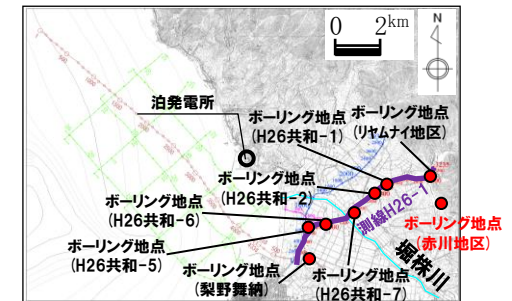 0 2km
N
泊発電所
ボーリング地点
(H26共和-1)
ボーリング地点
(リヤムナイ地区)
ボーリング地点
(H26共和-2)
ボーリング地点
(H26共和-6)
測線H26-1
ボーリング地点
(赤川地区)
ボーリング地点
(H26共和-5)
堀株川
ボーリング地点
(梨野舞納)
ボーリング地点
(H26共和-7)